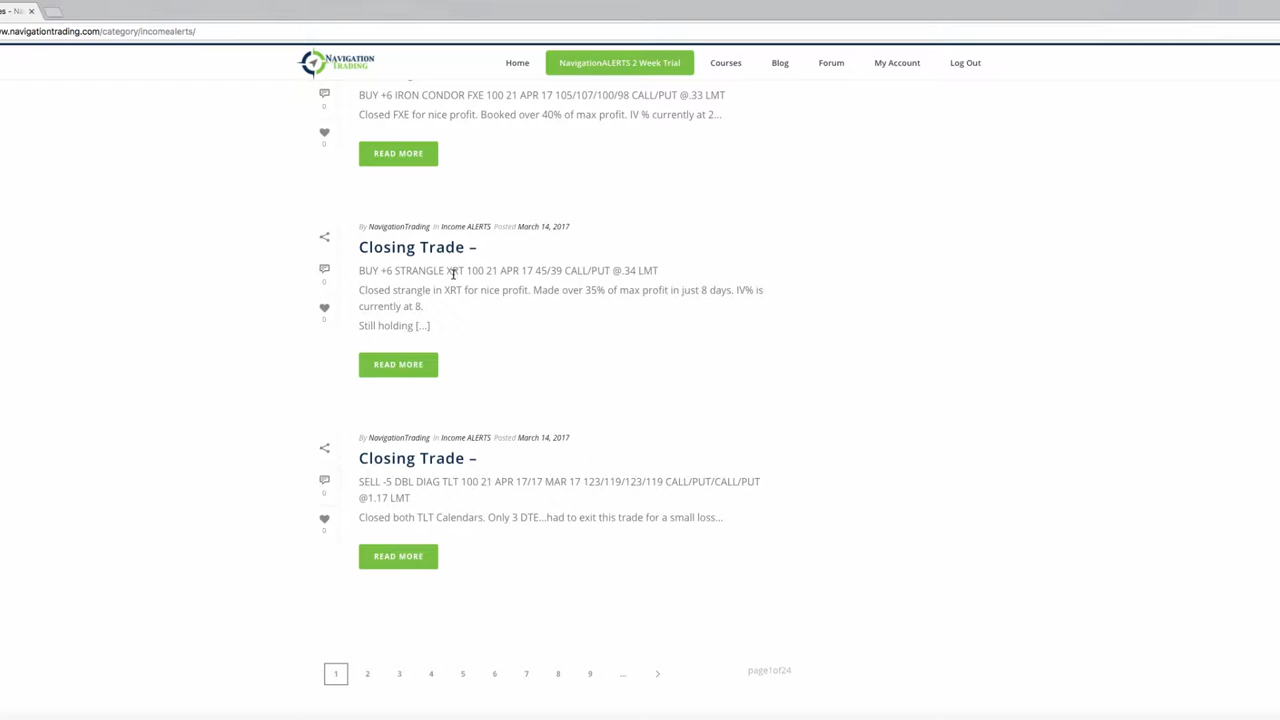 ww.navigationtrading.com/category/incomealerts/
NAVIGATION
TRADING
Home
NavigationALERTS 2 Week Trial
Courses
Blog
Forum
My Account
Log Out
BUY +6 IRON CONDOR FXE 100 21 APR 17 105/107/100/98 CALL/PUT @.33 LMT
0
Closed FXE for nice profit. Booked over 40% of max profit. IV % currently at 2...
0
READ MORE
By NavigationTrading In Income ALERTS Posted March 14, 2017
Closing Trade –
BUY +6 STRANGLE XRT 100 21 APR 17 45/39 CALL/PUT @.34 LMT
0
Closed strangle in XRT for nice profit. Made over 35% of max profit in just 8 days. IV% is
currently at 8.
0
Still holding [...]
READ MORE
By NavigationTrading In Income ALERTS Posted March 14, 2017
Closing Trade –
SELL -5 DBL DIAG TLT 100 21 APR 17/17 MAR 17 123/119/123/119 CALL/PUT/CALL/PUT
0
@1.17 LMT
Closed both TLT Calendars. Only 3 DTE...had to exit this trade for a small loss...
0
READ MORE
1 2 3 4 5 6 7 8 9 ...
page1of24